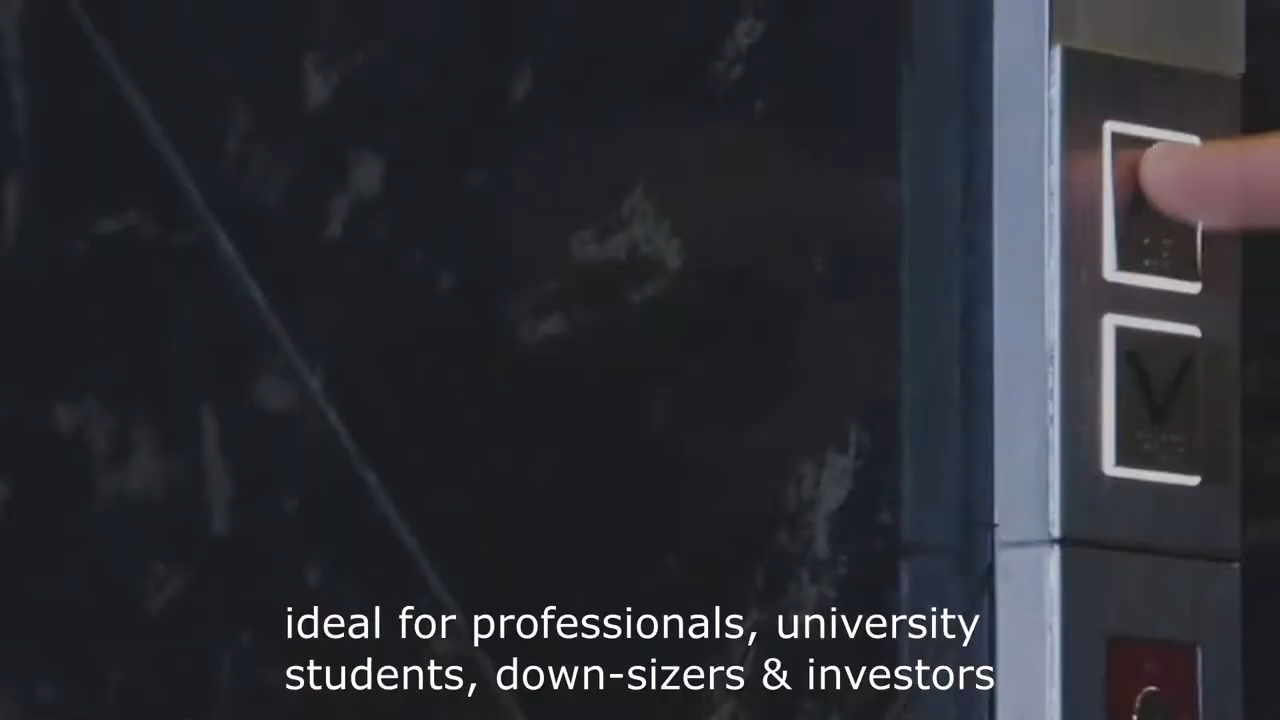 ideal for professionals, university
students, down-sizers & investors